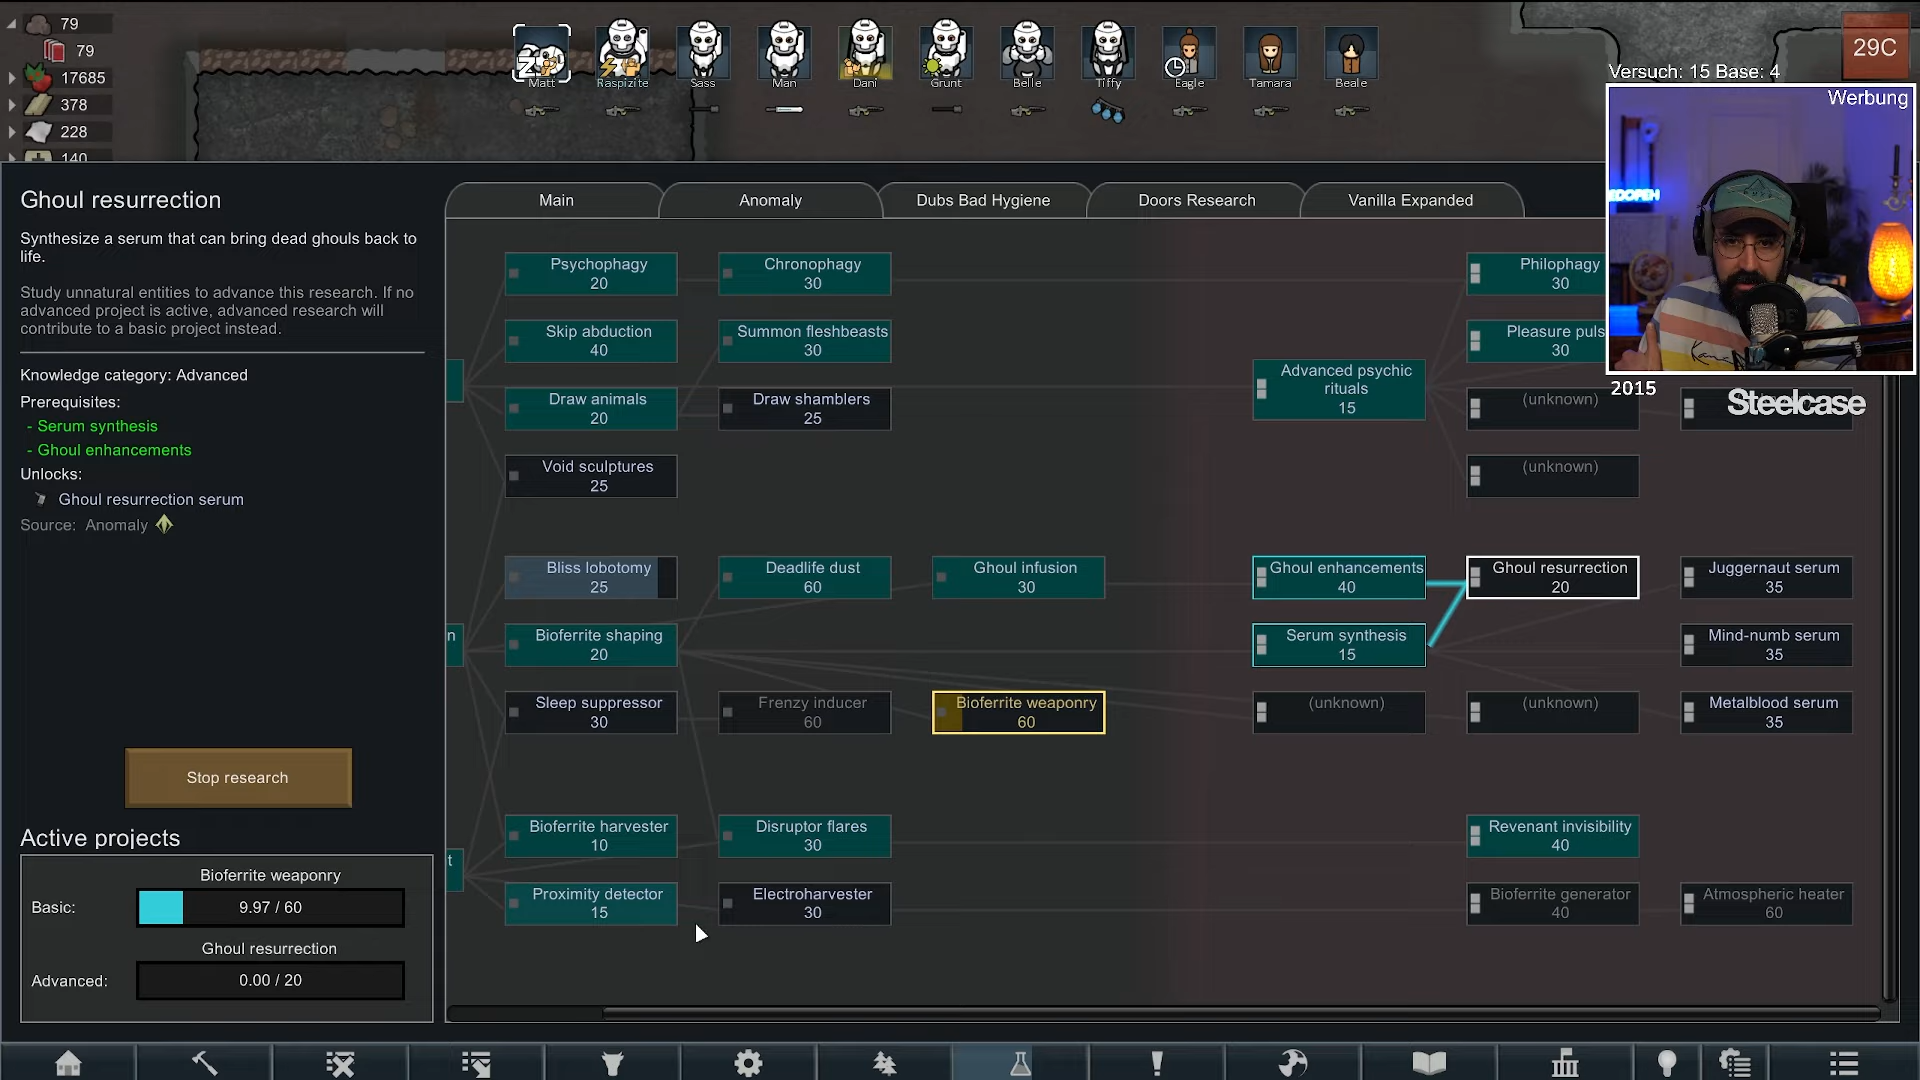 79
79
17685
378
228
140
Matt
Raspizite
Sass
Man
Dani
Grunt
Belle
Tiffy
Eagle
Tamara
Beale
29C
Versuch: 15 Base: 4
Werbung
2015
Steelcase
Ghoul resurrection
Synthesize a serum that can bring dead ghouls back to
life.
Study unnatural entities to advance this research. If no
advanced project is active, advanced research will
contribute to a basic project instead.
Knowledge category: Advanced
Prerequisites:
- Serum synthesis
- Ghoul enhancements
Unlocks:
Ghoul resurrection serum
Source: Anomaly
Stop research
Active projects
Bioferrite weaponry
Basic:
9.97 / 60
Ghoul resurrection
Advanced:
0.00 / 20
Main
Anomaly
Dubs Bad Hygiene
Doors Research
Vanilla Expanded
Psychophagy
20
Chronophagy
30
Philophagy
30
Skip abduction
40
Summon fleshbeasts
30
Pleasure puls
30
Advanced psychic
rituals
15
Draw animals
20
Draw shamblers
25
(unknown)
Void sculptures
25
(unknown)
Bliss lobotomy
25
Deadlife dust
60
Ghoul infusion
30
Ghoul enhancements
40
Ghoul resurrection
20
Juggernaut serum
35
n
Bioferrite shaping
20
Serum synthesis
15
Mind-numb serum
35
Sleep suppressor
30
Frenzy inducer
60
Bioferrite weaponry
60
(unknown)
(unknown)
Metalblood serum
35
Bioferrite harvester
10
Disruptor flares
30
Revenant invisibility
40
t
Proximity detector
15
Electroharvester
30
Bioferrite generator
40
Atmospheric heater
60